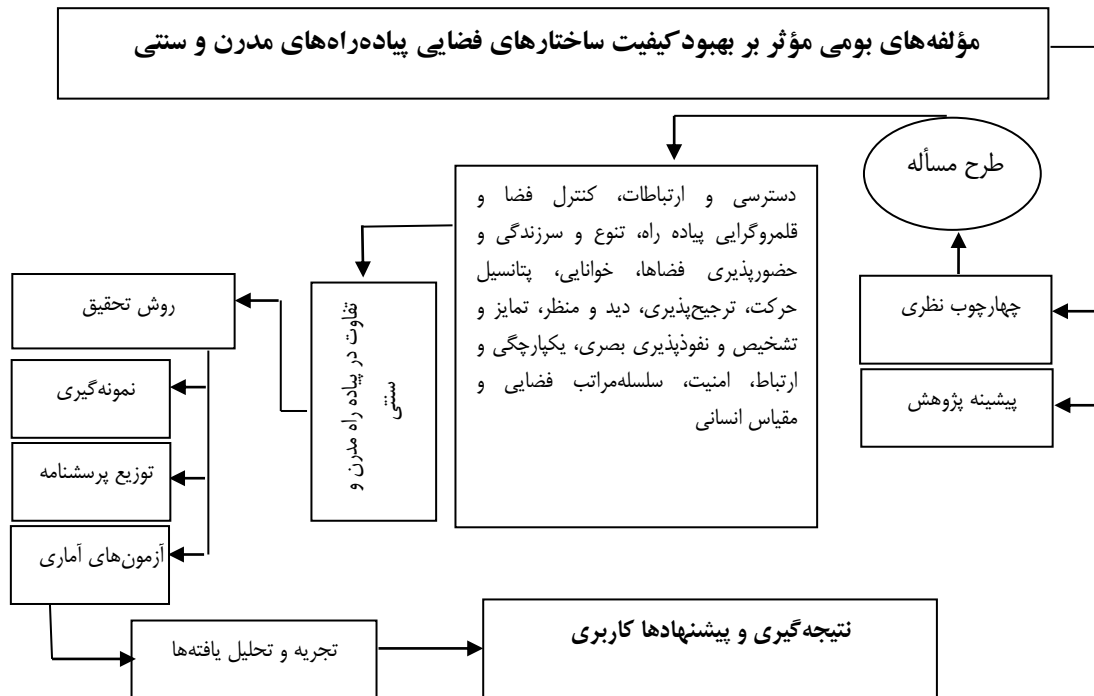 مؤلفه‌های بومی مؤثر بر بهبود کیفیت ساختارهای فضایی پیاده‌راه‌های مدرن و سنتی
طرح مسأله
دسترسی و ارتباطات، کنترل فضا و
قلمروگرایی پیاده راه، تنوع و سرزندگی و
حضورپذیری فضاها، خوانایی، پتانسیل
حرکت، ترجیح‌پذیری، دید و منظر، تمایز و
تشخیص و نفوذپذیری بصری، یکپارچگی و
ارتباط، امنیت، سلسله‌مراتب فضایی و
مقیاس انسانی
چهارچوب نظری
پیشینه پژوهش
تفاوت در پیاده راه مدرن و
سنتی
روش تحقیق
نمونه‌گیری
توزیع پرسشنامه
آزمون‌های آماری
تجریه و تحلیل یافته‌ها
نتیجه‌گیری و پیشنهادها کاربری